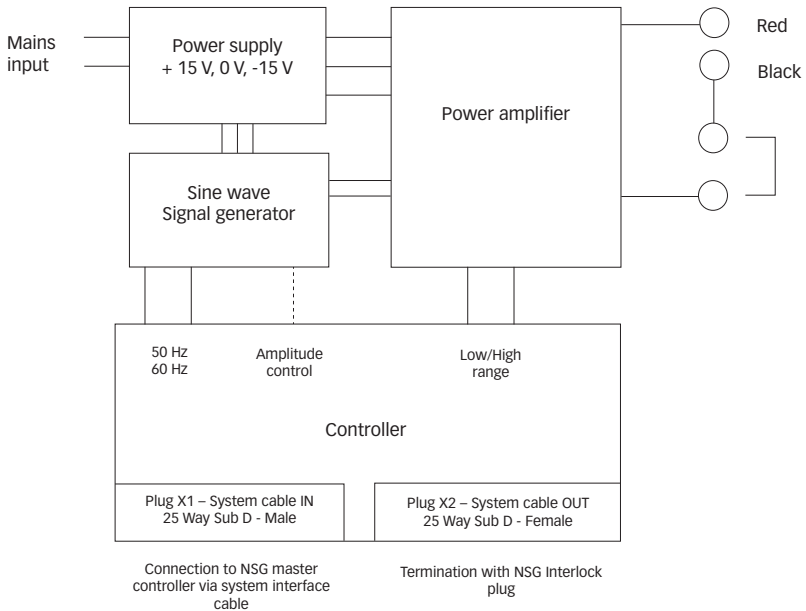 Mains
input
Power supply
+ 15 V, 0 V, -15 V
Power amplifier
Red
Black
Sine wave
Signal generator
50 Hz
60 Hz
Amplitude
control
Low/High
range
Controller
Plug X1 – System cable IN
25 Way Sub D - Male
Plug X2 – System cable OUT
25 Way Sub D - Female
Connection to NSG master
controller via system interface
cable
Termination with NSG Interlock
plug